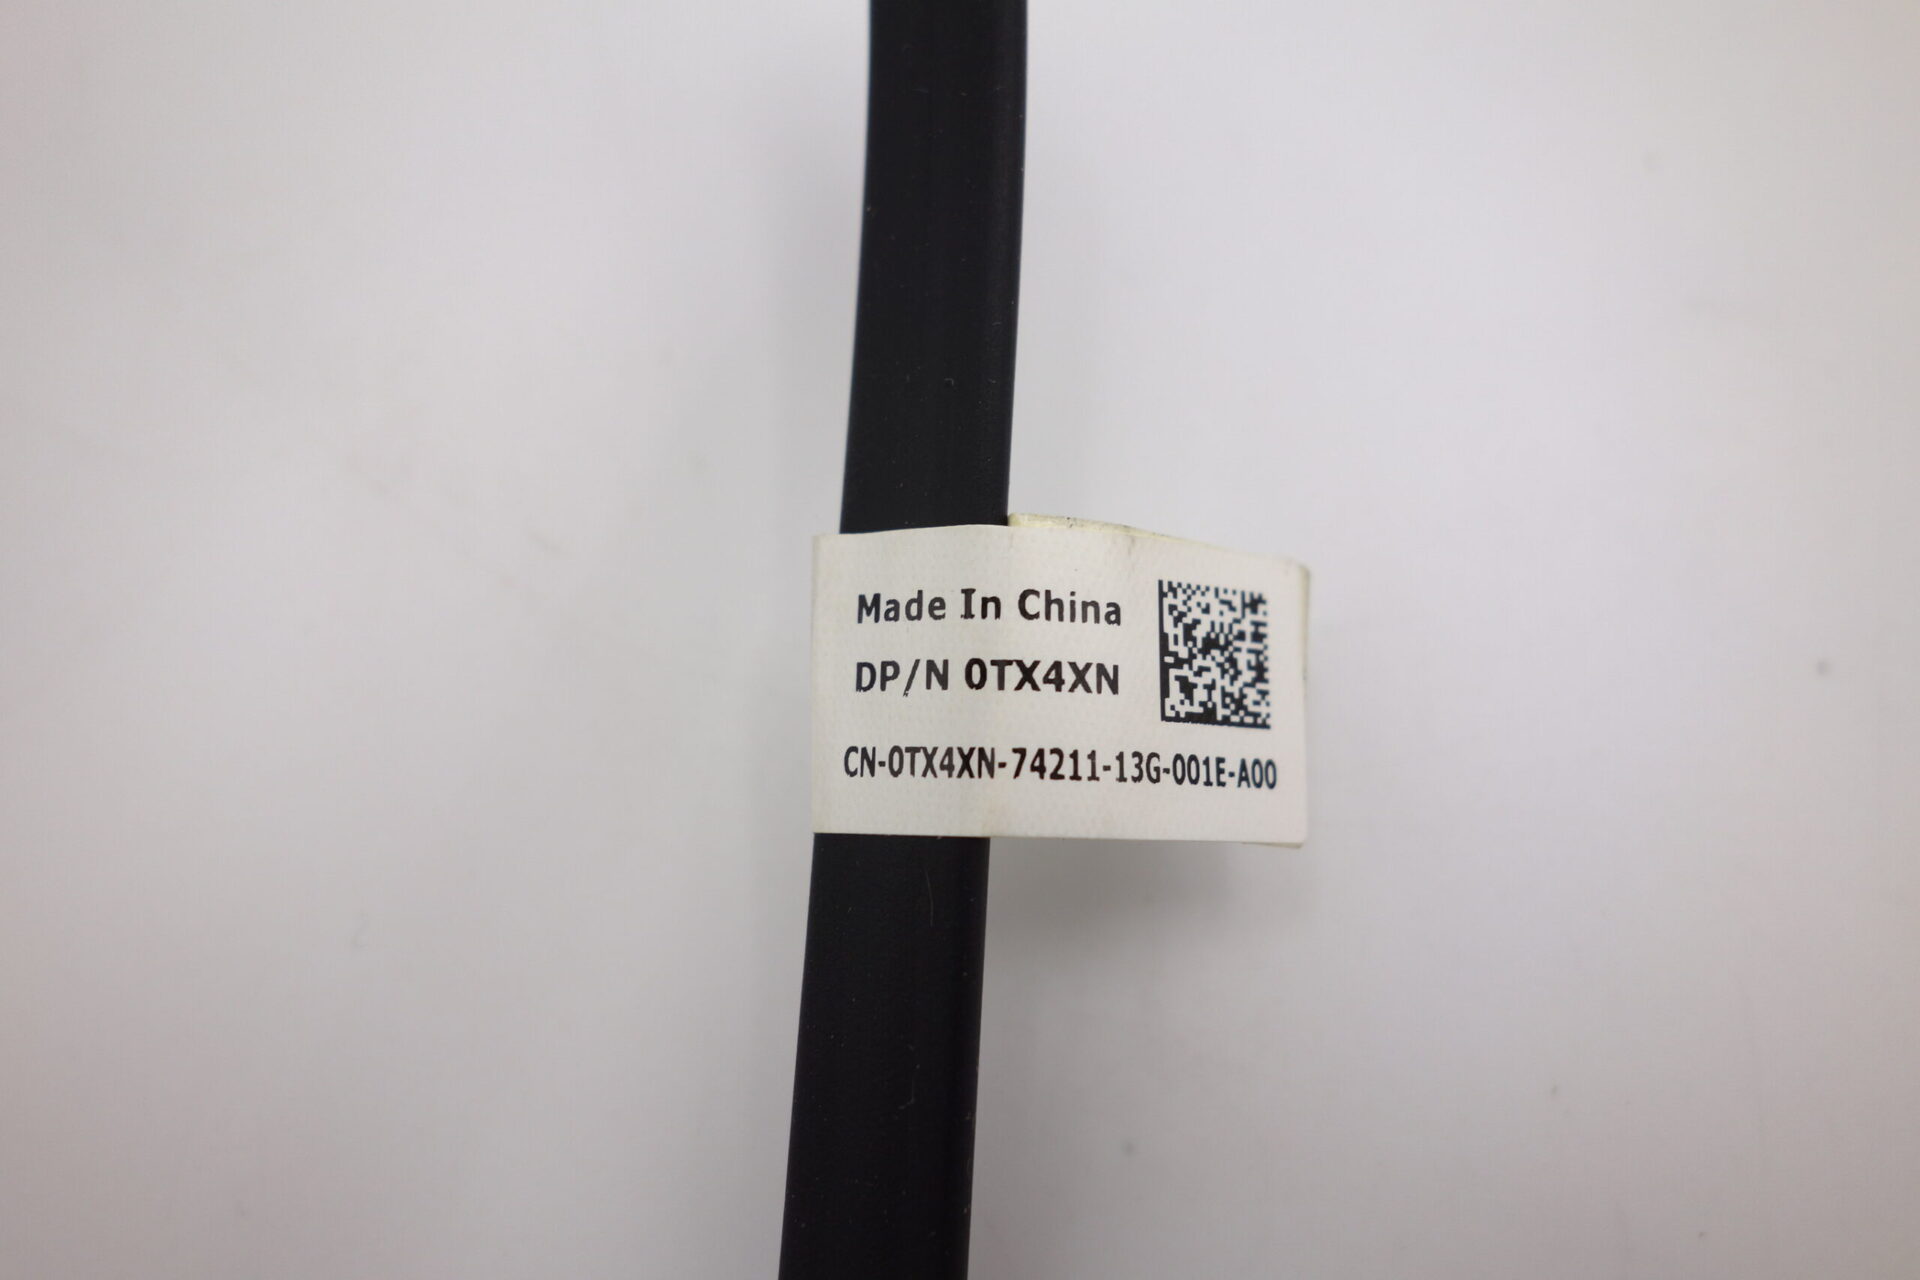 Made In China
DP/N 0TX4XN
CN-0TX4XN-74211-13G-001E-A00